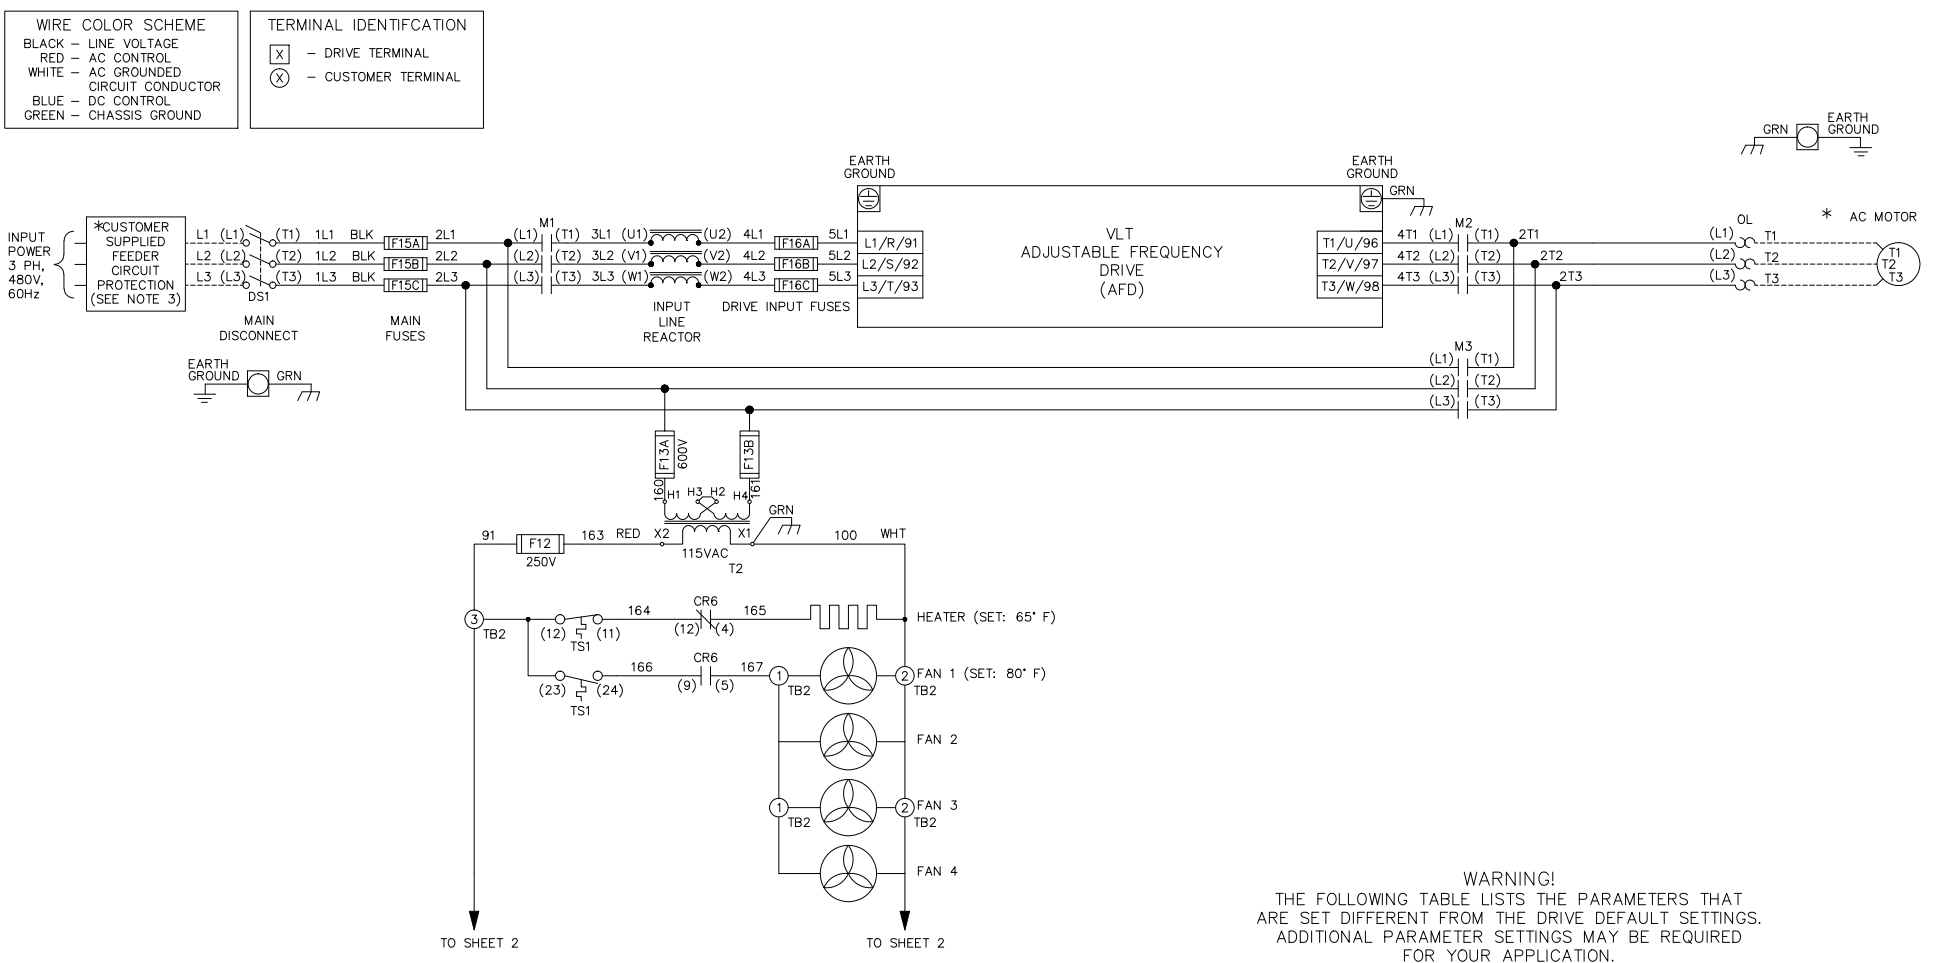 WIRE COLOR SCHEME
BLACK – LINE VOLTAGE
RED – AC CONTROL
WHITE – AC GROUNDED
CIRCUIT CONDUCTOR
BLUE – DC CONTROL
GREEN – CHASSIS GROUND
TERMINAL IDENTIFCATION
X – DRIVE TERMINAL
X – CUSTOMER TERMINAL
GRN
EARTH
GROUND
INPUT
POWER
3 PH,
480V,
60Hz
*CUSTOMER
SUPPLIED
FEEDER
CIRCUIT
PROTECTION
(SEE NOTE 3)
L1 (L1) (T1) 1L1 BLK F15A 2L1
L2 (L2) (T2) 1L2 BLK F15B 2L2
L3 (L3) (T3) 1L3 BLK F15C 2L3
DS1
MAIN
DISCONNECT
MAIN
FUSES
M1
(L1) (T1) 3L1 (U1) (U2) 4L1 F16A 5L1
(L2) (T2) 3L2 (V1) (V2) 4L2 F16B 5L2
(L3) (T3) 3L3 (W1) (W2) 4L3 F16C 5L3
INPUT
LINE
REACTOR
DRIVE INPUT FUSES
EARTH
GROUND
L1/R/91
L2/S/92
L3/T/93
VLT
ADJUSTABLE FREQUENCY
DRIVE
(AFD)
EARTH
GROUND
GRN
T1/U/96
T2/V/97
T3/W/98
M2
4T1 (L1) (T1) 2T1
4T2 (L2) (T2) 2T2
4T3 (L3) (T3) 2T3
OL
(L1) T1
(L2) T2
(L3) T3
* AC MOTOR
T1
T2
T3
M3
(L1) (T1)
(L2) (T2)
(L3) (T3)
EARTH
GROUND
GRN
F13A
600V
F13B
160
161
H1 H3 H2 H4
GRN
91 F12 163 RED X2 X1 100 WHT
250V
115VAC
T2
3
TB2
(12) (11)
TS1
164
CR6
(12) (4)
165
HEATER (SET: 65° F)
(23) (24)
TS1
166
CR6
(9) (5)
167
1
TB2
2
TB2
FAN 1 (SET: 80° F)
FAN 2
1
TB2
2
TB2
FAN 3
FAN 4
TO SHEET 2
TO SHEET 2
WARNING!
THE FOLLOWING TABLE LISTS THE PARAMETERS THAT
ARE SET DIFFERENT FROM THE DRIVE DEFAULT SETTINGS.
ADDITIONAL PARAMETER SETTINGS MAY BE REQUIRED
FOR YOUR APPLICATION.